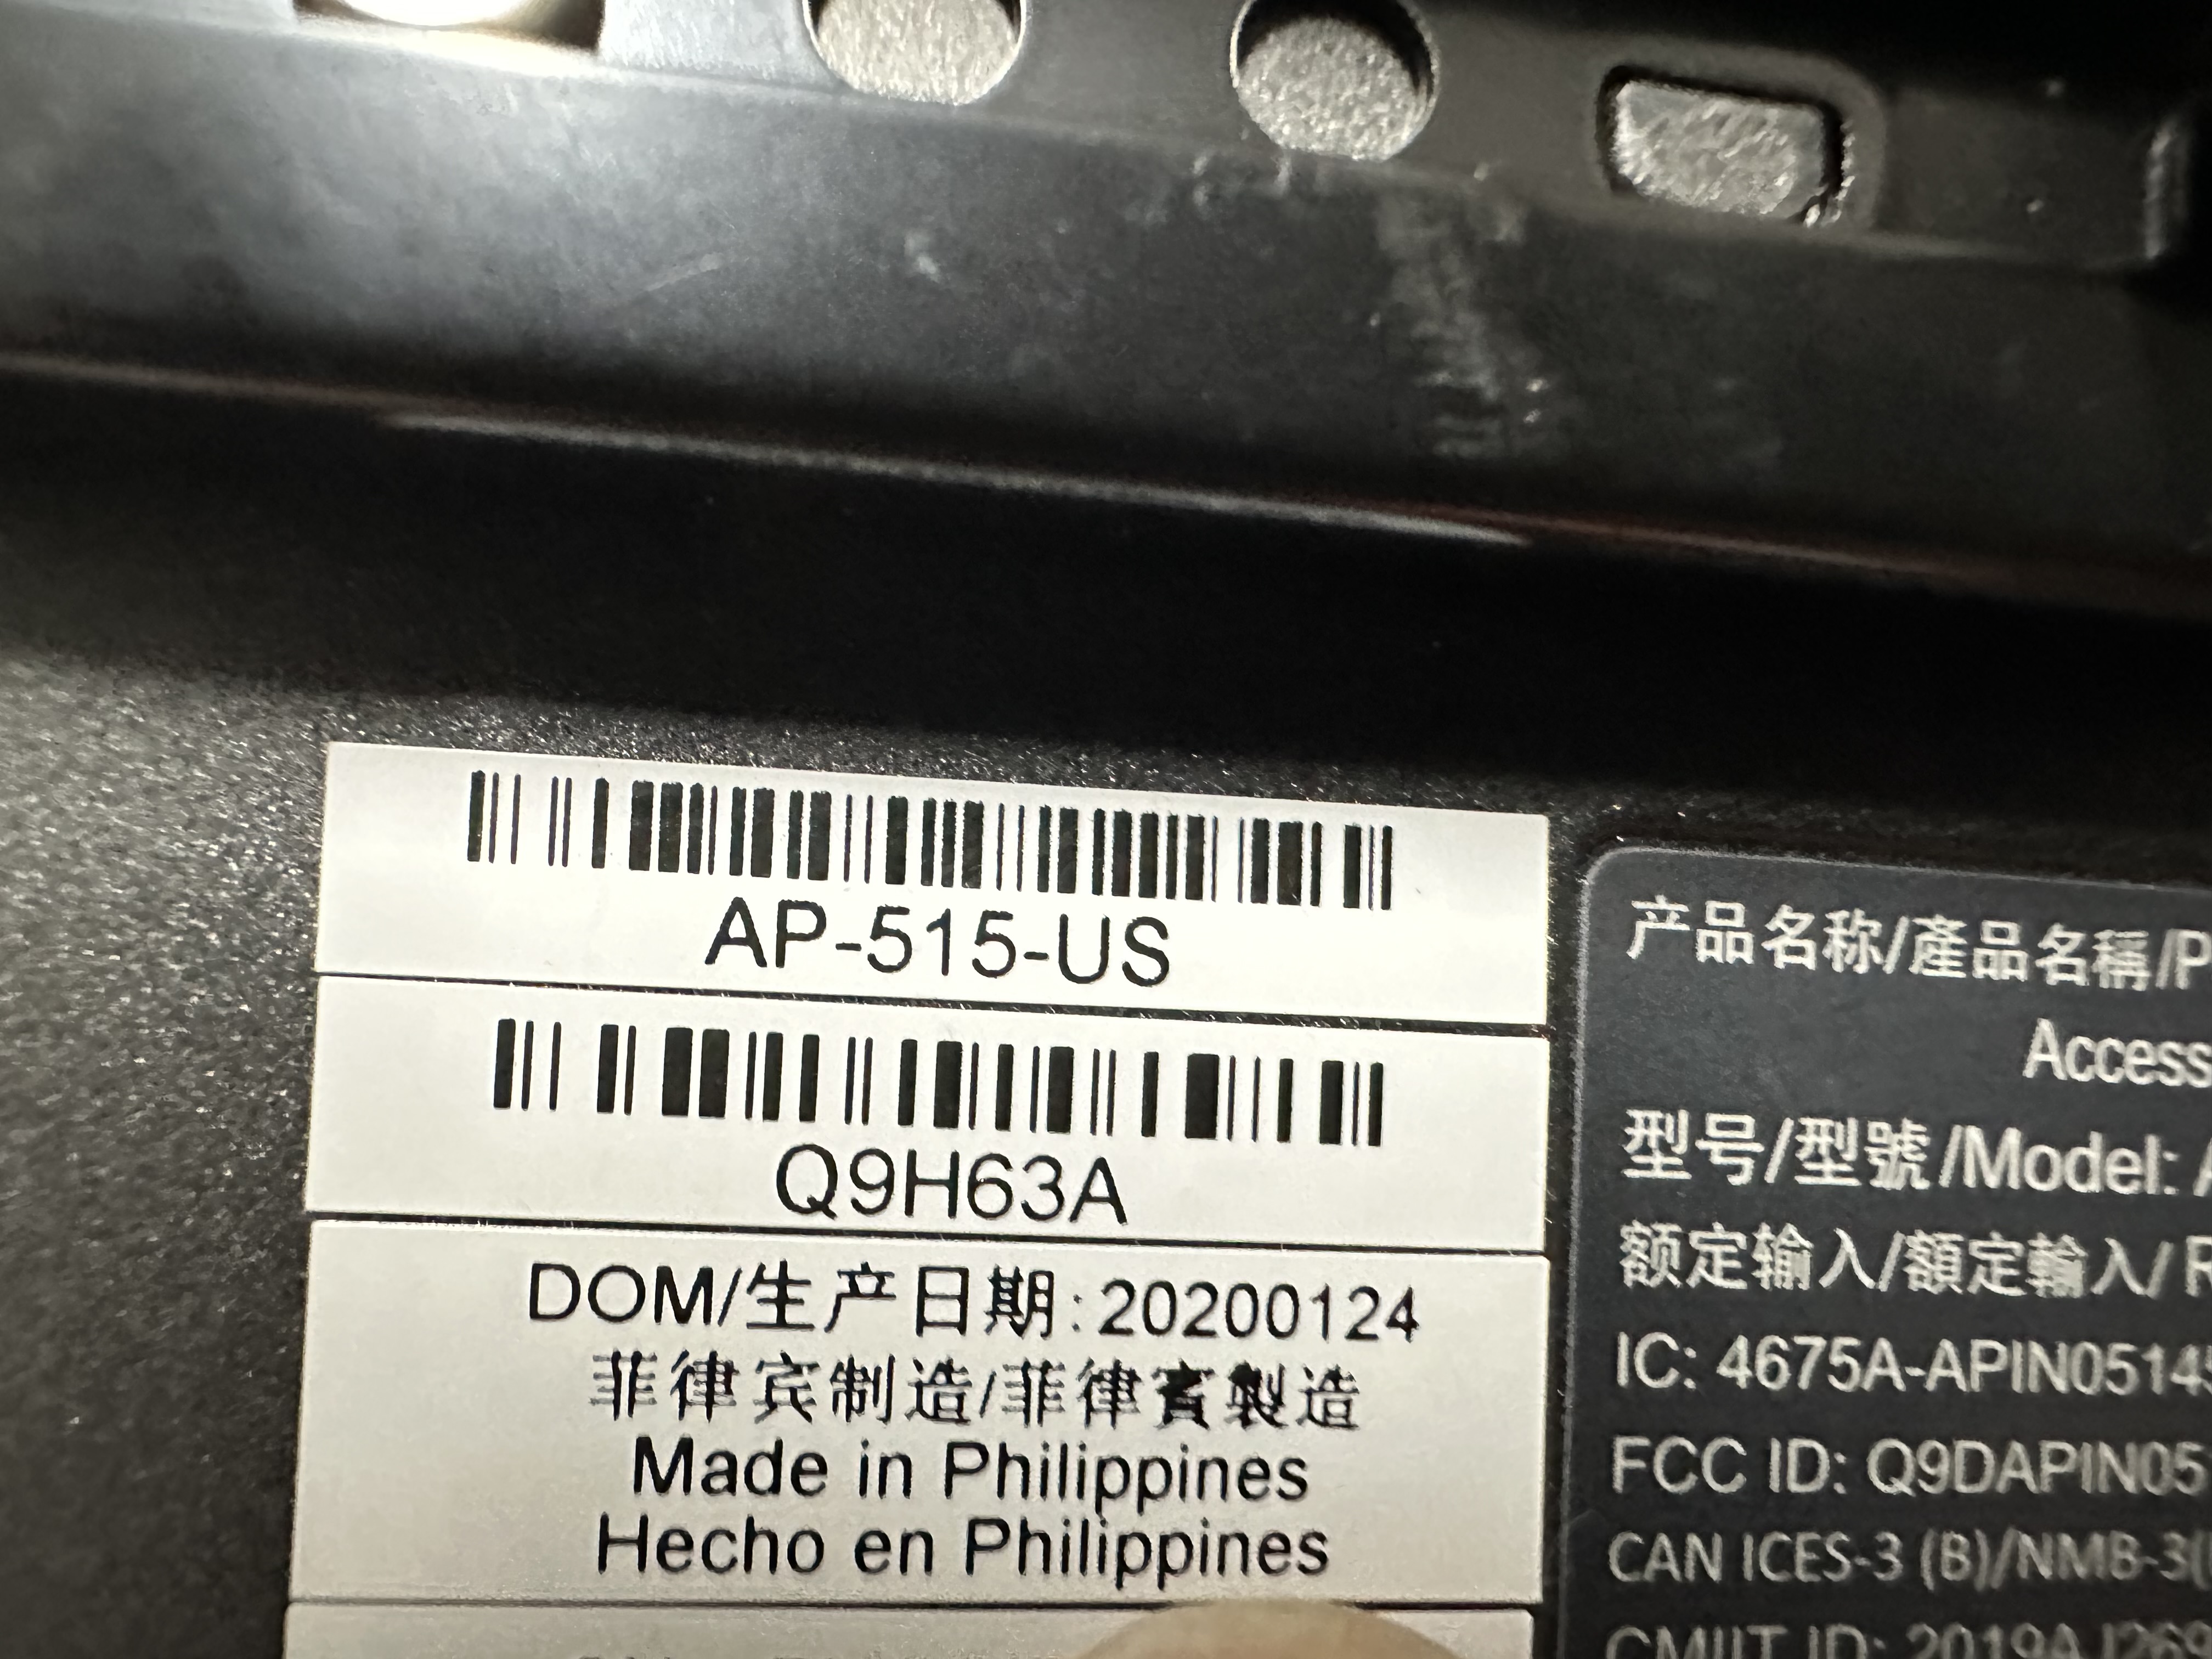 AP-515-US
Q9H63A
DOM/生产日期:20200124
菲律宾制造/菲律賓製造
Made in Philippines
Hecho en Philippines
产品名称/產品名稱/P
Access
型号/型號/Model: A
额定输入/額定輸入/ R
IC: 4675A-APIN0514
FCC ID: Q9DAPIN05
CAN ICES-3 (B)/NMB-3(
CMIIT ID: 2019AJ269